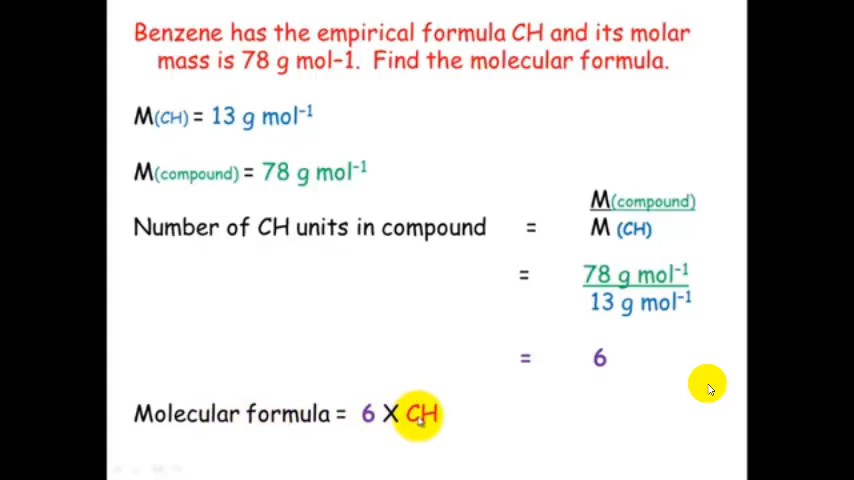 Benzene has the empirical formula CH and its molar
mass is 78 g mol–1. Find the molecular formula.
M(CH) = 13 g mol⁻¹
M(compound) = 78 g mol⁻¹
M(compound)
Number of CH units in compound = M (CH)
= 78 g mol⁻¹
13 g mol⁻¹
= 6
Molecular formula = 6 X CH